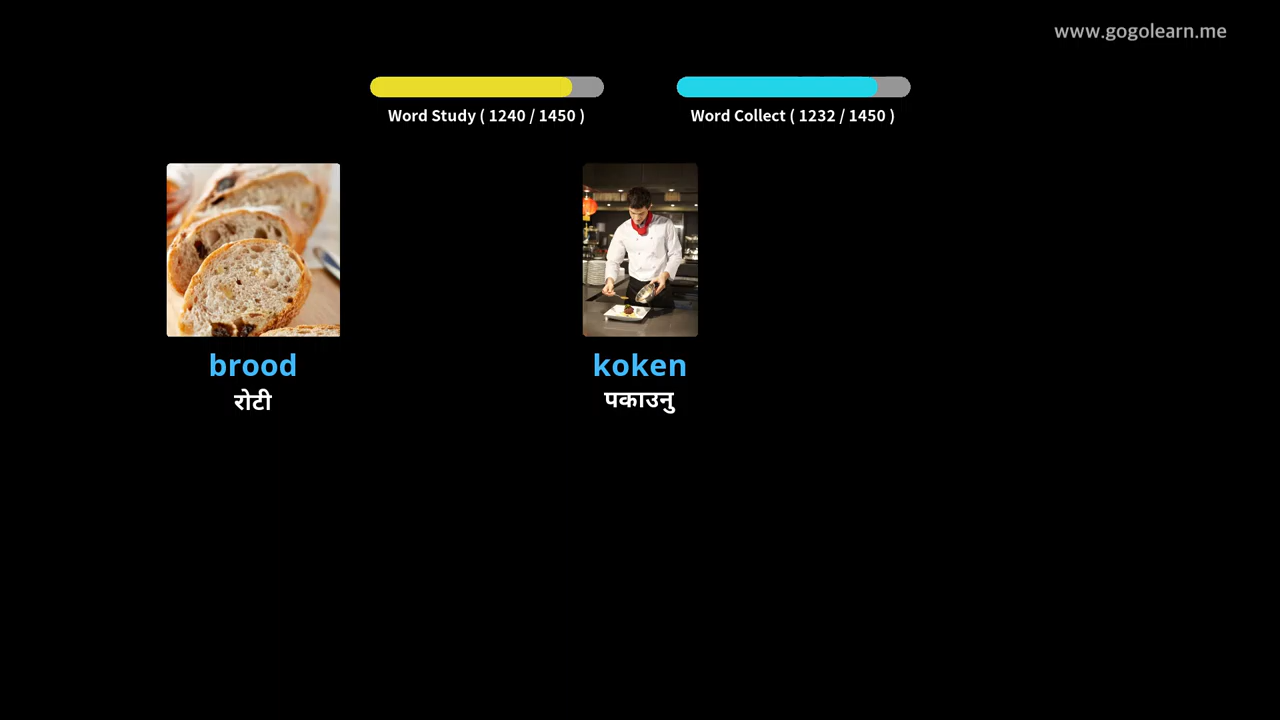 www.gogolearn.me
Word Study ( 1240 / 1450 )
Word Collect ( 1232 / 1450 )
brood
रोटी
koken
पकाउनु